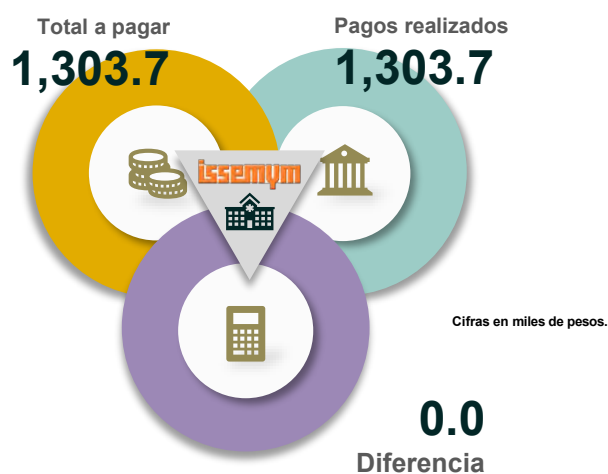 Total a pagar
1,303.7
Pagos realizados
1,303.7
issemym
Cifras en miles de pesos.
0.0
Diferencia